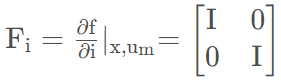 F_i = ∂f/∂i |_{x,u_m} = [I 0; 0 I]